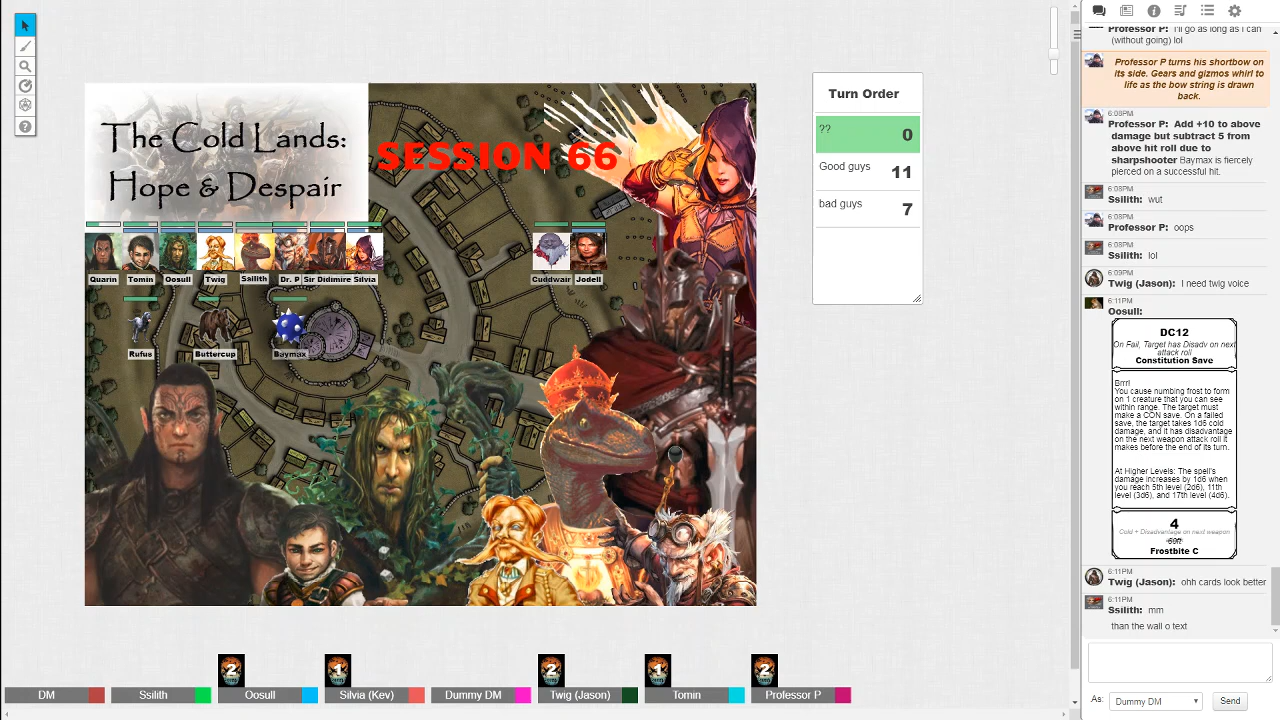 The Cold Lands:
Hope & Despair
SESSION 66
Quarin Tomin Oosull Twig Ssilith Dr. P Sir Didimire Silvia
Cuddwair Jodell
Rufus Buttercup Baymax
Turn Order
?? 0
Good guys 11
bad guys 7
Professor P: I'll go as long as I can
(without going) lol
Professor P turns his shortbow on
its side. Gears and gizmos whirl to
life as the bow string is drawn
back.
6:08PM
Professor P: Add +10 to above
damage but subtract 5 from
above hit roll due to
sharpshooter Baymax is fiercely
pierced on a successful hit.
6:08PM
Ssilith: wut
6:08PM
Professor P: oops
6:08PM
Ssilith: lol
6:09PM
Twig (Jason): I need twig voice
6:11PM
Oosull:
DC12
On Fail, Target has Disadv on next
attack roll
Constitution Save
Brrr!
You cause numbing frost to form
on 1 creature that you can see
within range. The target must
make a CON save. On a failed
save, the target takes 1d6 cold
damage, and it has disadvantage
on the next weapon attack roll it
makes before the end of its turn.
At Higher Levels: The spell's
damage increases by 1d6 when
you reach 5th level (2d6), 11th
level (3d6), and 17th level (4d6).
4
Cold + Disadvantage on next weapon
60ft
Frostbite C
6:11PM
Twig (Jason): ohh cards look better
6:11PM
Ssilith: mm
than the wall o text
As: Dummy DM Send
2 1 2 1 2
DM Ssilith Oosull Silvia (Kev) Dummy DM Twig (Jason) Tomin Professor P